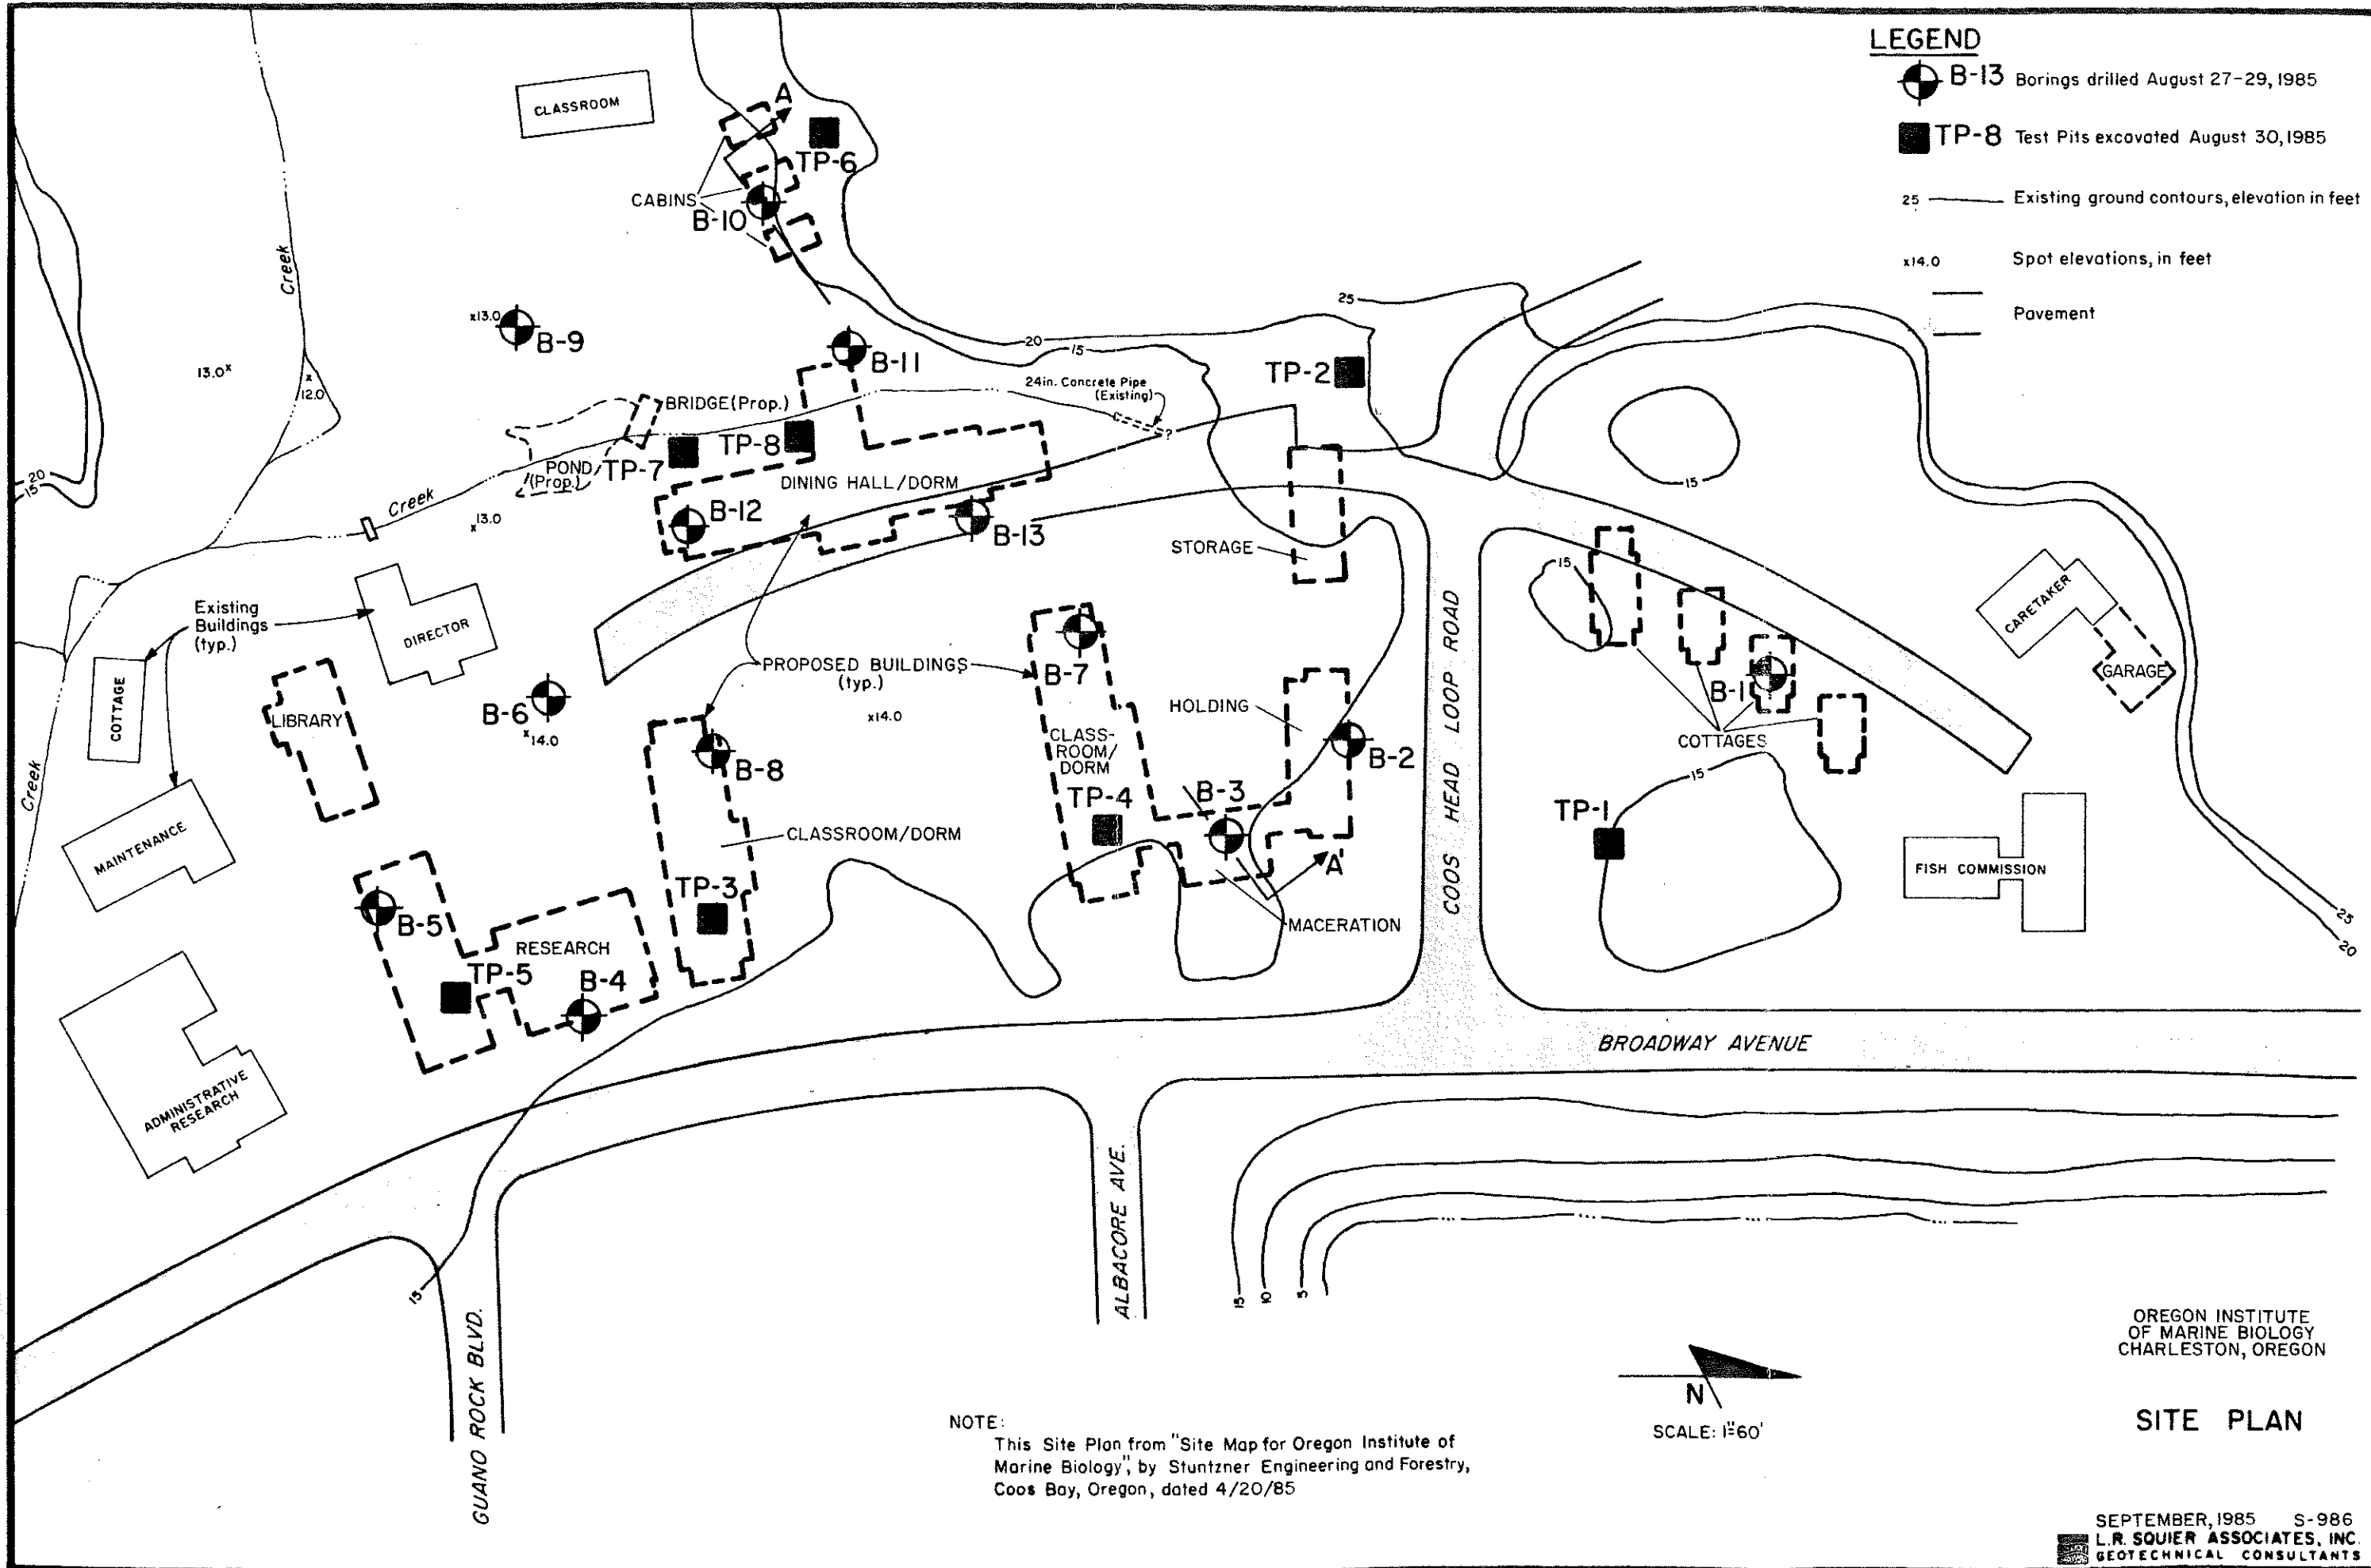 LEGEND
B-13 Borings drilled August 27-29, 1985
TP-8 Test Pits excavated August 30, 1985
25 Existing ground contours, elevation in feet
x14.0 Spot elevations, in feet
Pavement
CLASSROOM
A
TP-6
CABINS
B-10
Creek
x13.0
B-9
13.0x
x
12.0
B-11
20
15
25
24in. Concrete Pipe
(Existing)
?
TP-2
BRIDGE (Prop.)
TP-8
TP-7
POND
(Prop.)
20
15
Creek
x13.0
DINING HALL/DORM
B-12
B-13
STORAGE
15
15
CARETAKER
GARAGE
Existing
Buildings
(typ.)
DIRECTOR
COTTAGE
LIBRARY
B-6
x14.0
PROPOSED BUILDINGS
(typ.)
x14.0
B-7
HOLDING
B-1
COTTAGES
15
B-8
CLASS-
ROOM/
DORM
TP-4
B-3
B-2
COOS HEAD LOOP ROAD
TP-1
Creek
MAINTENANCE
CLASSROOM/DORM
A'
FISH COMMISSION
25
20
TP-3
B-5
RESEARCH
TP-5
B-4
MACERATION
ADMINISTRATIVE
RESEARCH
BROADWAY AVENUE
ALBACORE AVE.
15
GUANO ROCK BLVD.
15
10
5
N
SCALE: 1"=60'
NOTE:
This Site Plan from "Site Map for Oregon Institute of
Marine Biology", by Stuntzner Engineering and Forestry,
Coos Bay, Oregon, dated 4/20/85
OREGON INSTITUTE
OF MARINE BIOLOGY
CHARLESTON, OREGON
SITE PLAN
SEPTEMBER, 1985 S-986
L.R. SQUIER ASSOCIATES, INC.
GEOTECHNICAL CONSULTANTS